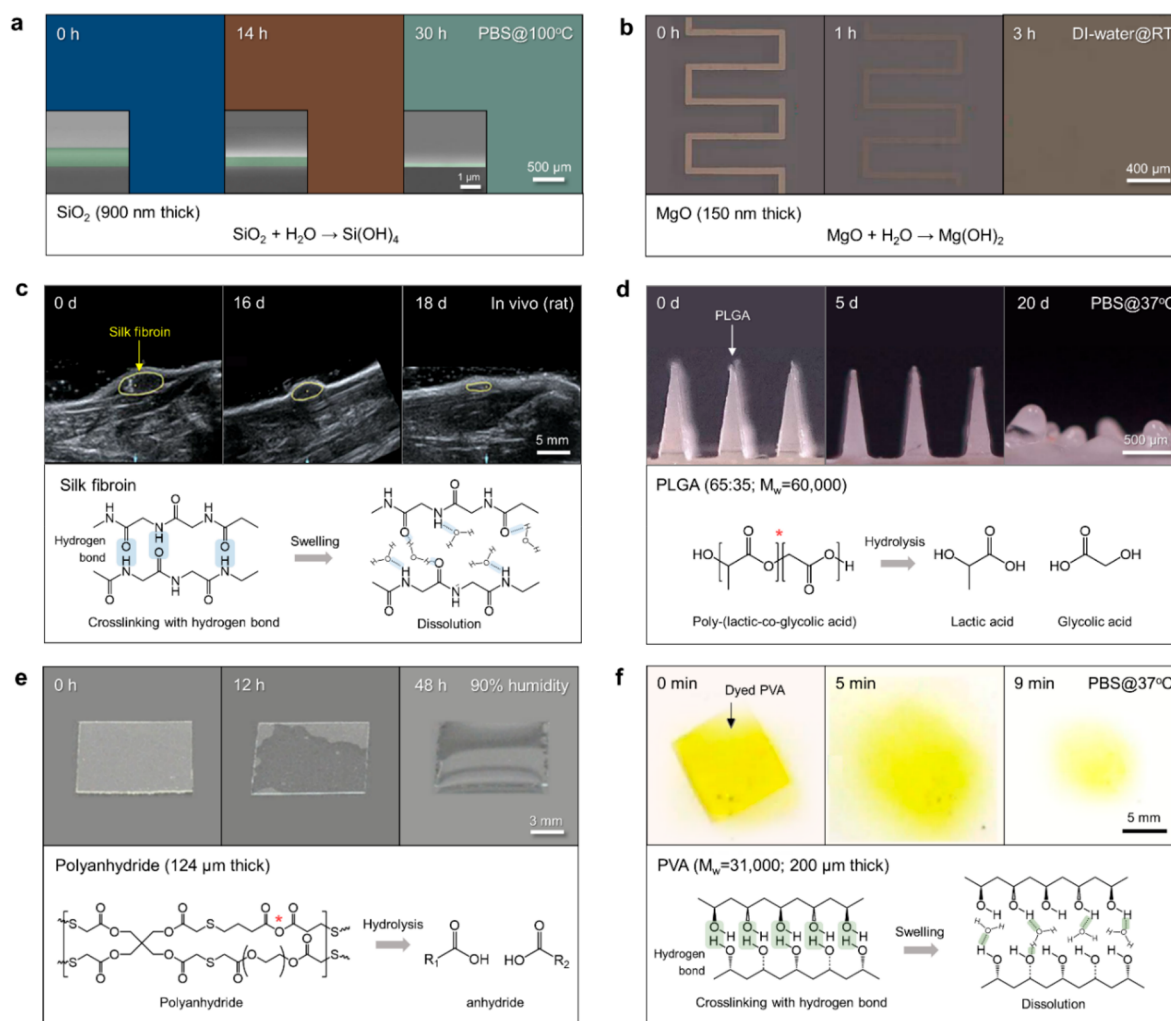 a
0 h
14 h
30 h PBS@100°C
1 µm
500 µm
SiO₂ (900 nm thick)
SiO₂ + H₂O → Si(OH)₄
b
0 h
1 h
3 h DI-water@RT
400 µm
MgO (150 nm thick)
MgO + H₂O → Mg(OH)₂
c
0 d
16 d
18 d In vivo (rat)
Silk fibroin
5 mm
Silk fibroin
Hydrogen
bond
Swelling
Crosslinking with hydrogen bond
Dissolution
d
0 d
5 d
20 d PBS@37°C
PLGA
500 µm
PLGA (65:35; Mw=60,000)
*
Hydrolysis
Poly-(lactic-co-glycolic acid)
Lactic acid
Glycolic acid
e
0 h
12 h
48 h 90% humidity
3 mm
Polyanhydride (124 µm thick)
*
Hydrolysis
R₁
R₂
Polyanhydride
anhydride
f
0 min
5 min
9 min PBS@37°C
Dyed PVA
5 mm
PVA (Mw=31,000; 200 µm thick)
Hydrogen
bond
Swelling
Crosslinking with hydrogen bond
Dissolution